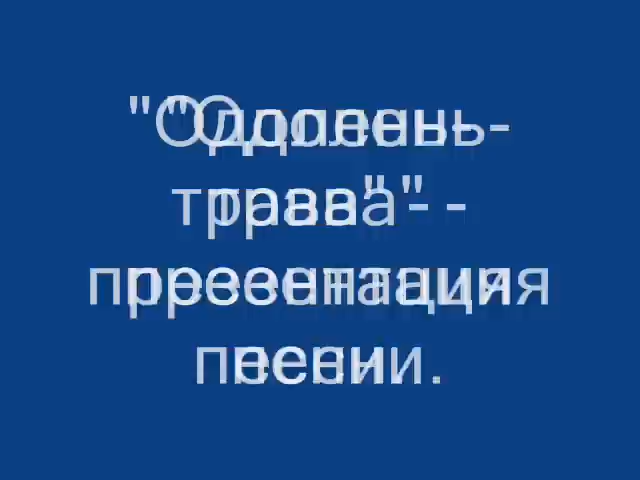 "Одолень-
трава" -
презентация
песни.